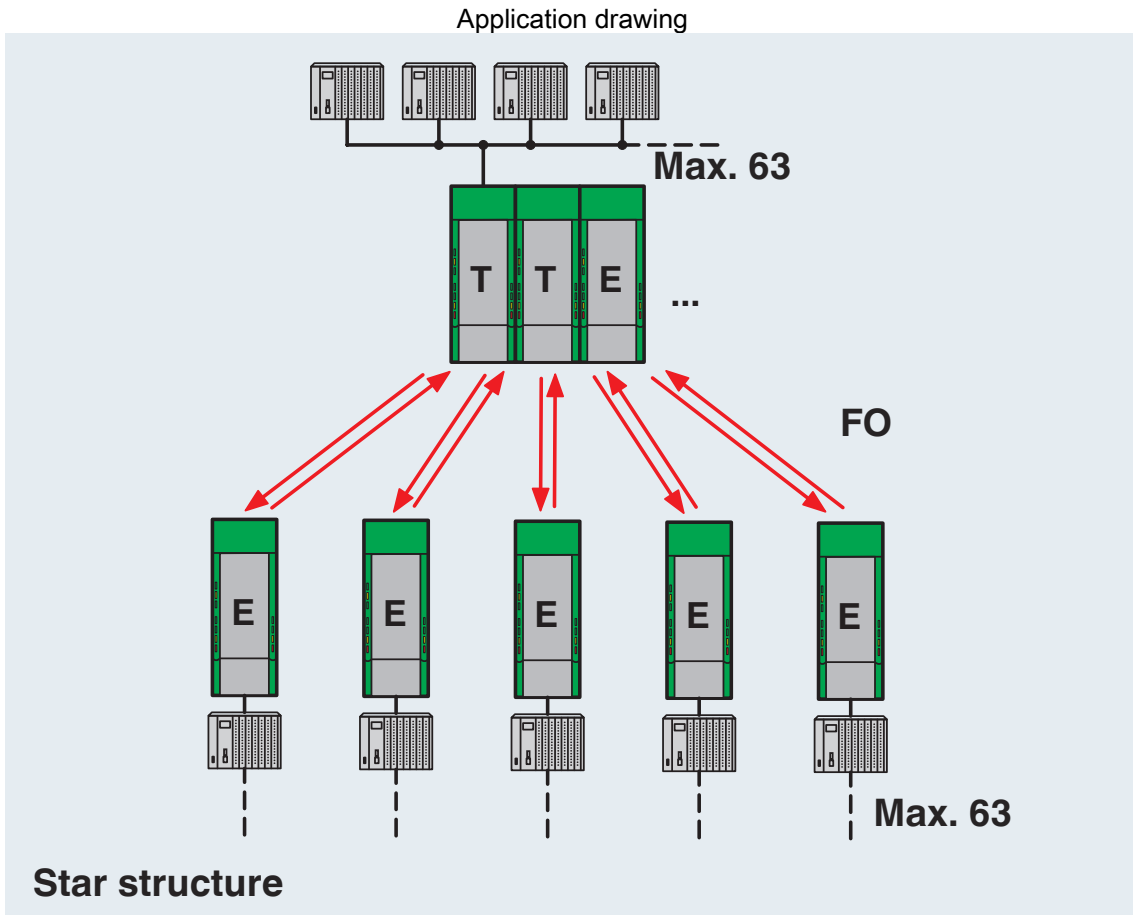 Application drawing
Max. 63
T T E ...
FO
E E E E E
Max. 63
Star structure